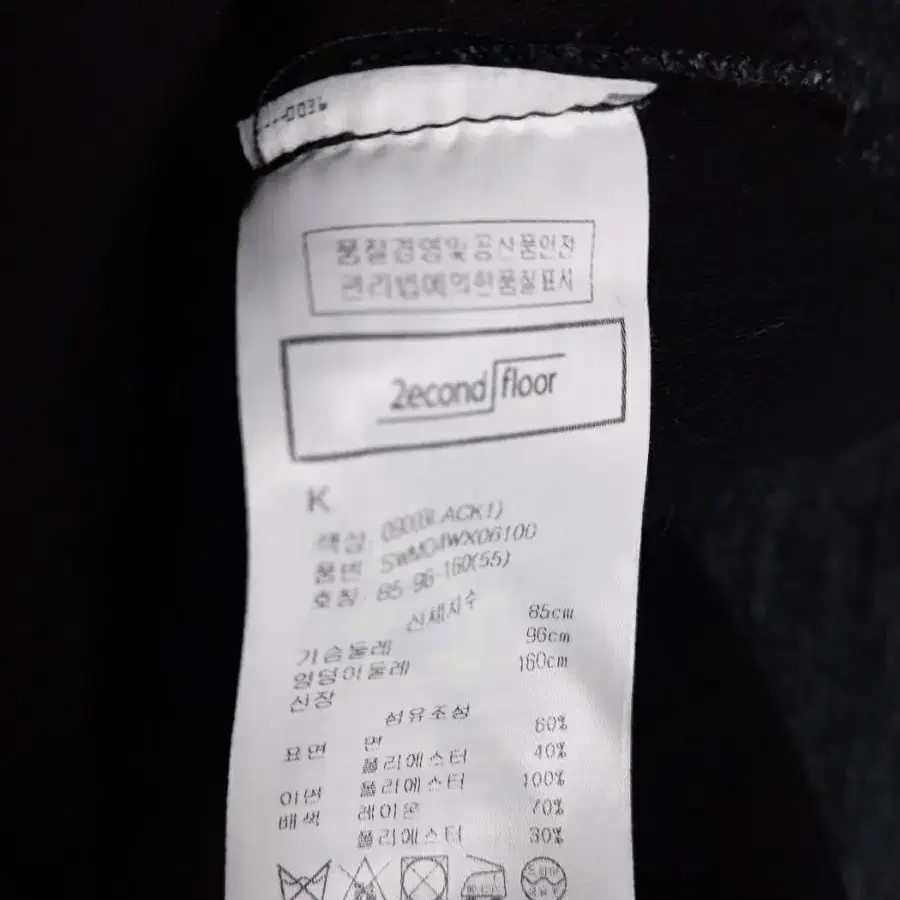 ---0036
품질경영및공산품안전
관리법에의한품질표시
2econd floor
K
색상: 090(BLACK1)
품번: SWM04WX06100
호칭: 85-96-160(55)
신체치수
가슴둘레 85cm
엉덩이둘레 96cm
신장 160cm
섬유조성
표면 면 60%
폴리에스터 40%
이면 폴리에스터 100%
배색 레이온 70%
폴리에스터 30%